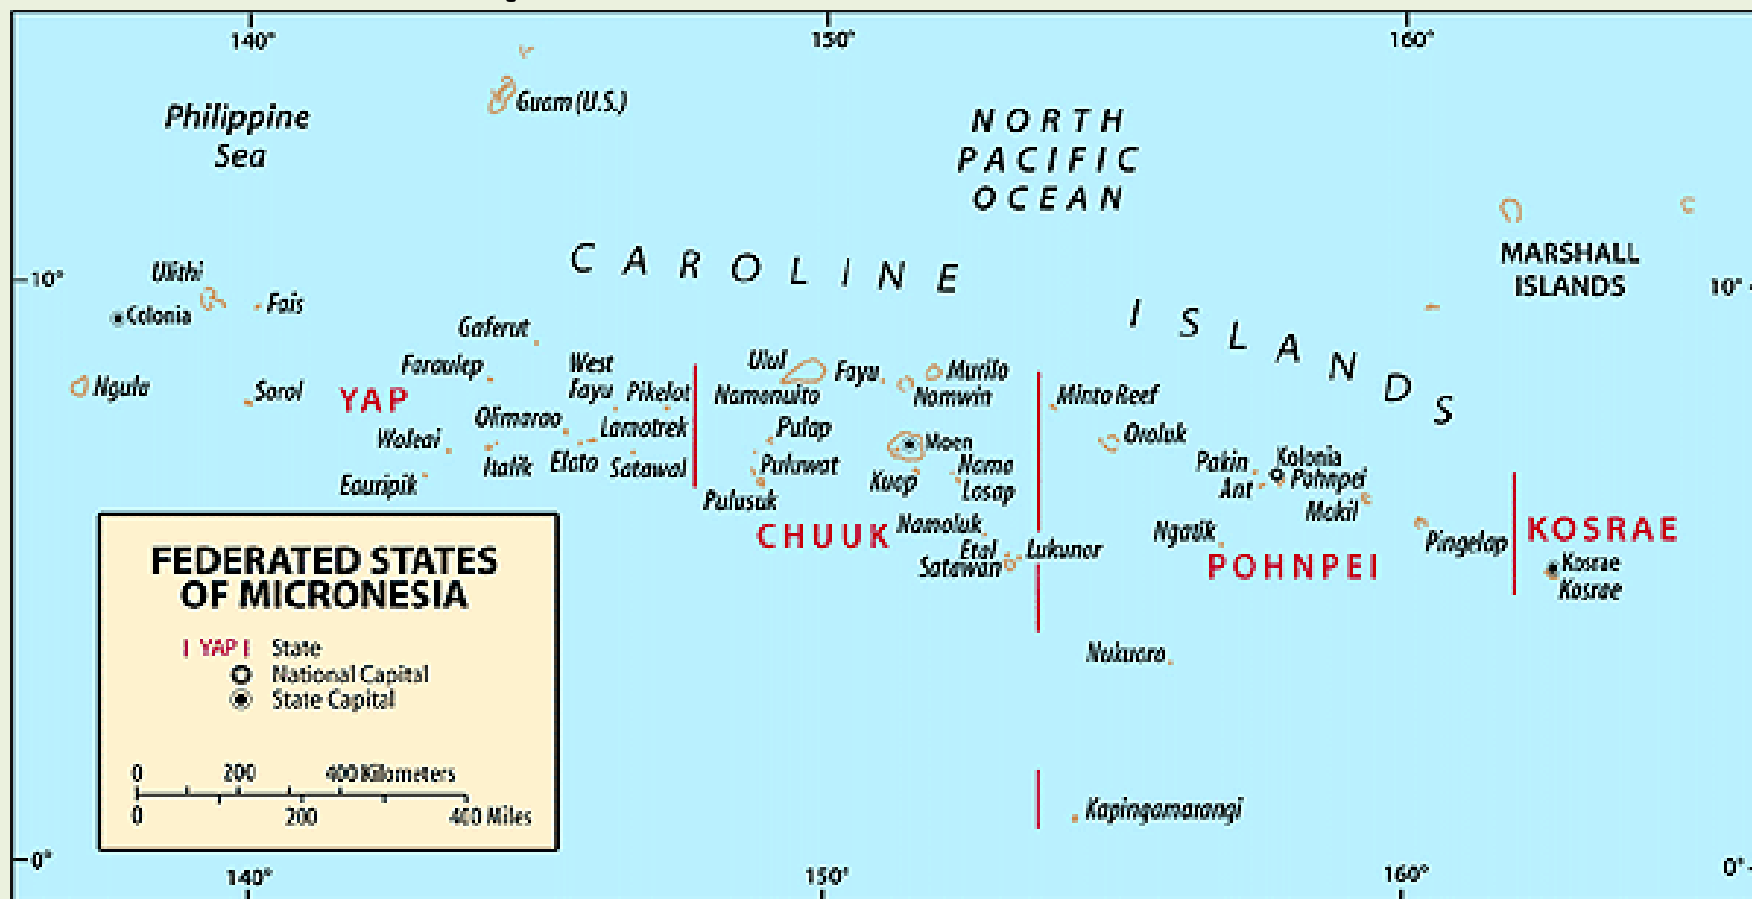 140°
150°
160°
Guam (U.S.)
Philippine
Sea
NORTH
PACIFIC
OCEAN
CAROLINE
ISLANDS
MARSHALL
ISLANDS
10°
10°
Ulithi
Colonia
Fais
Gaferut
Faraulep
West
Fayu
Pikelot
Ngulu
Sorol
YAP
Olimarao
Lamotrek
Woleai
Ifalik
Elato
Satawal
Eauripik
Ulul
Fayu
Murilo
Namonuito
Nomwin
Pulap
Moen
Puluwat
Kuop
Nama
Losap
Pulusuk
CHUUK
Namoluk
Etal
Lukunor
Satawan
Minto Reef
Oroluk
Pakin
Kolonia
Pohnpei
Ant
Mokil
Ngatik
POHNPEI
Pingelap
KOSRAE
Kosrae
Kosrae
Nukuoro
Kapingamarangi
FEDERATED STATES
OF MICRONESIA
YAP State
National Capital
State Capital
0 200 400 Kilometers
0 200 400 Miles
0°
0°
140°
150°
160°